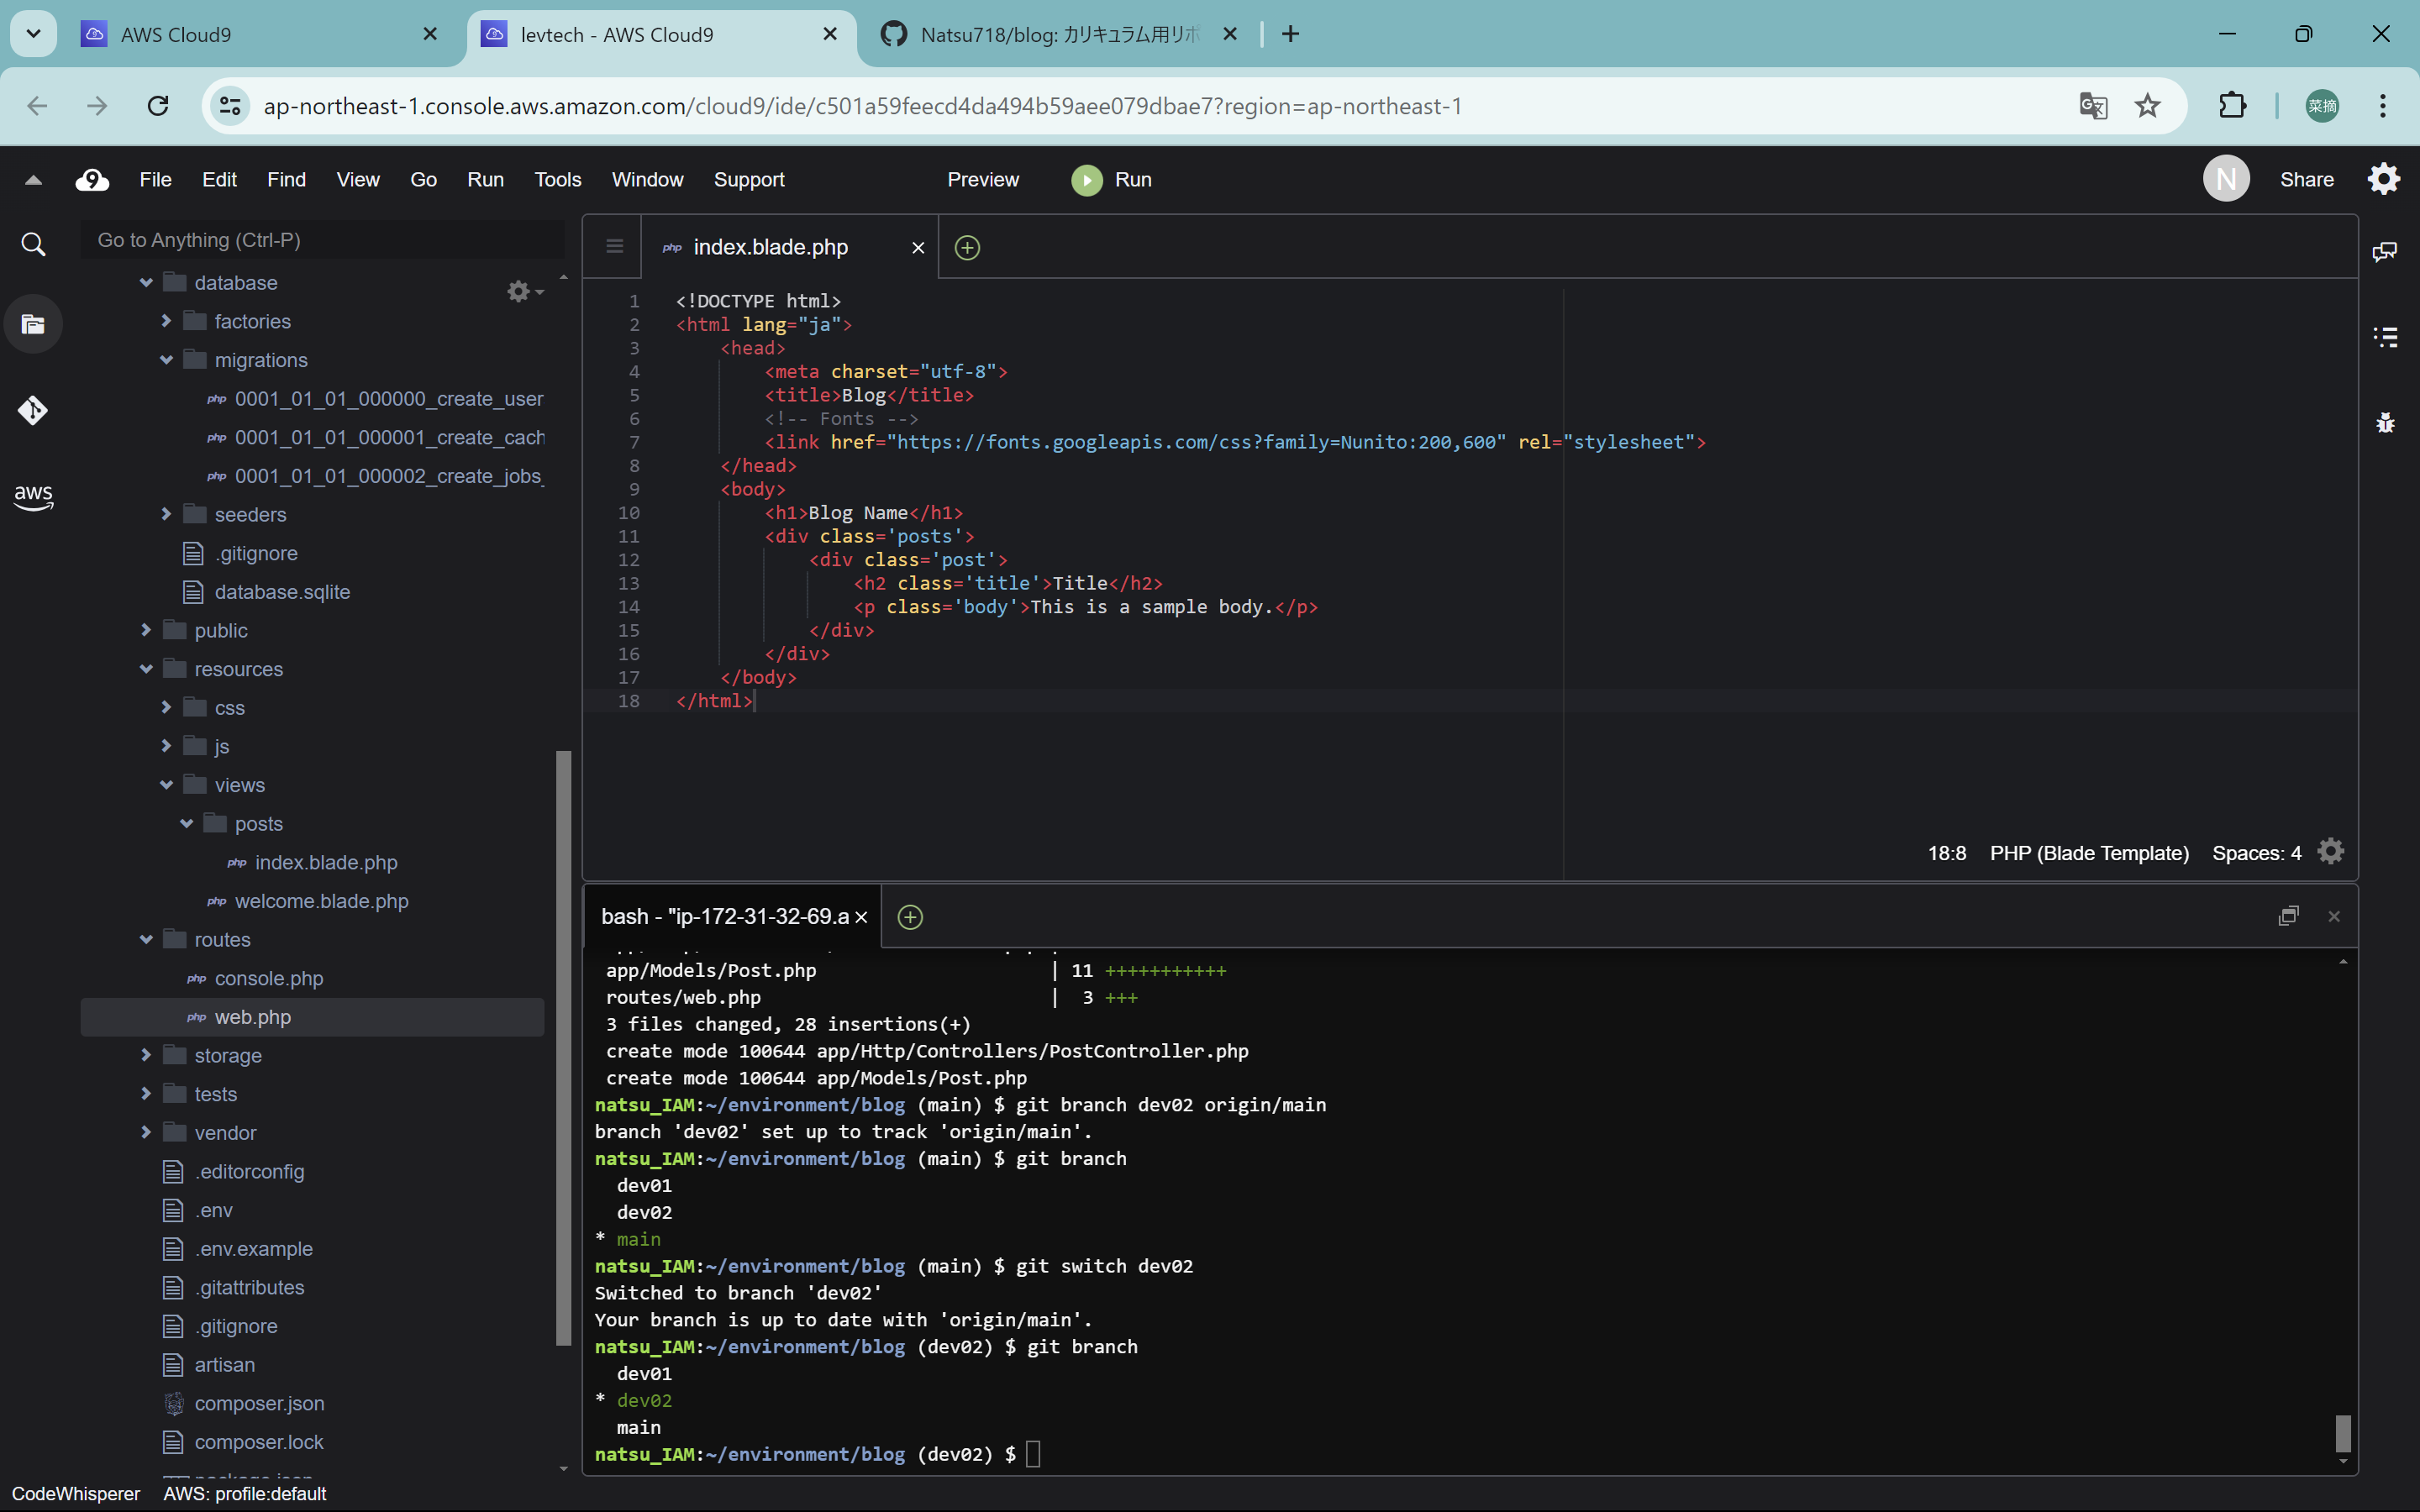 AWS Cloud9
levtech - AWS Cloud9
Natsu718/blog: カリキュラム用リポ
ap-northeast-1.console.aws.amazon.com/cloud9/ide/c501a59feecd4da494b59aee079dbae7?region=ap-northeast-1
菜摘
File Edit Find View Go Run Tools Window Support Preview Run
N Share
Go to Anything (Ctrl-P)
database
factories
migrations
php 0001_01_01_000000_create_user
php 0001_01_01_000001_create_cach
php 0001_01_01_000002_create_jobs_
aws
seeders
.gitignore
database.sqlite
public
resources
css
js
views
posts
php index.blade.php
php welcome.blade.php
routes
php console.php
php web.php
storage
tests
vendor
.editorconfig
.env
.env.example
.gitattributes
.gitignore
artisan
composer.json
composer.lock
php index.blade.php
1 <!DOCTYPE html>
2 <html lang="ja">
3     <head>
4         <meta charset="utf-8">
5         <title>Blog</title>
6         <!-- Fonts -->
7         <link href="https://fonts.googleapis.com/css?family=Nunito:200,600" rel="stylesheet">
8     </head>
9     <body>
10         <h1>Blog Name</h1>
11         <div class='posts'>
12             <div class='post'>
13                 <h2 class='title'>Title</h2>
14                 <p class='body'>This is a sample body.</p>
15             </div>
16         </div>
17     </body>
18 </html>
18:8 PHP (Blade Template) Spaces: 4
bash - "ip-172-31-32-69.a
app/Models/Post.php | 11 +++++++++++
routes/web.php | 3 +++
3 files changed, 28 insertions(+)
create mode 100644 app/Http/Controllers/PostController.php
create mode 100644 app/Models/Post.php
natsu_IAM:~/environment/blog (main) $ git branch dev02 origin/main
branch 'dev02' set up to track 'origin/main'.
natsu_IAM:~/environment/blog (main) $ git branch
dev01
dev02
* main
natsu_IAM:~/environment/blog (main) $ git switch dev02
Switched to branch 'dev02'
Your branch is up to date with 'origin/main'.
natsu_IAM:~/environment/blog (dev02) $ git branch
dev01
* dev02
main
natsu_IAM:~/environment/blog (dev02) $
CodeWhisperer AWS: profile:default